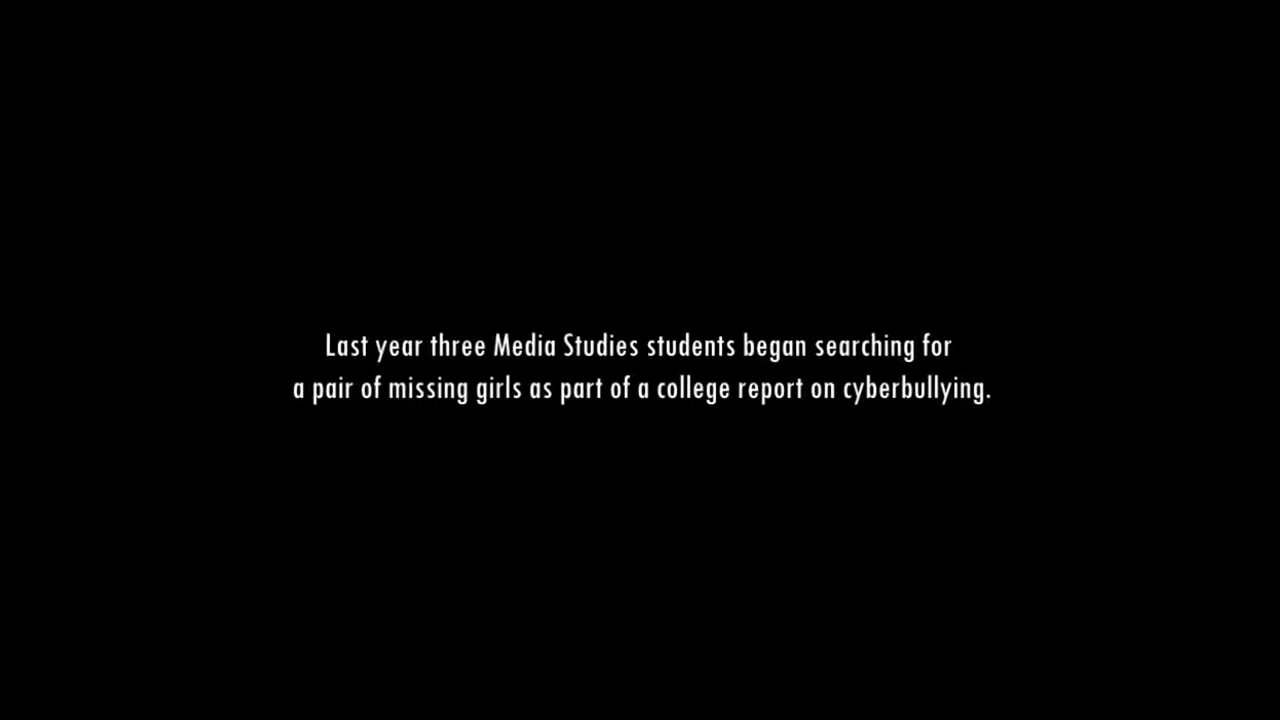 Last year three Media Studies students began searching for
a pair of missing girls as part of a college report on cyberbullying.